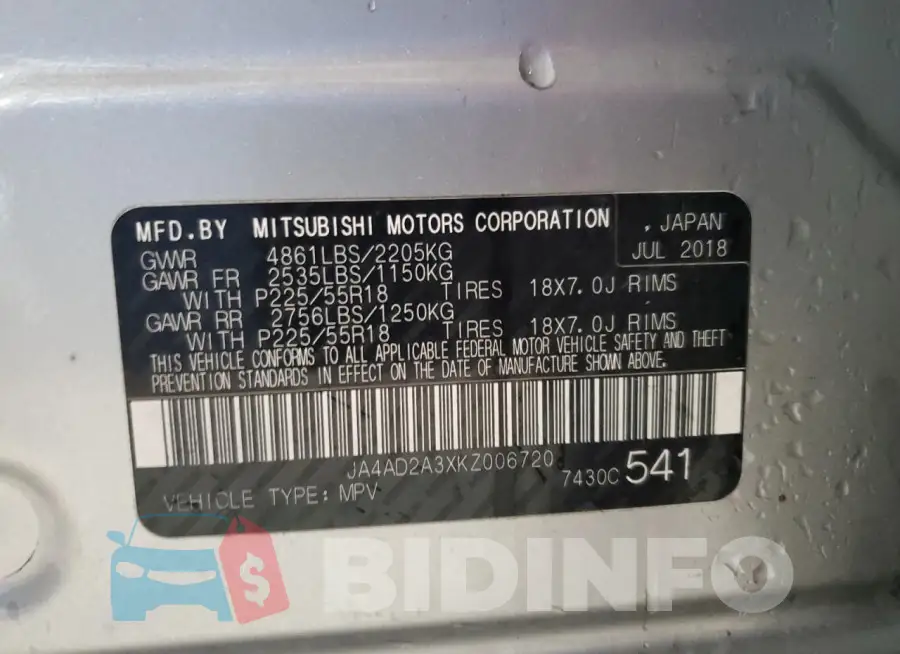 MFD.BY MITSUBISHI MOTORS CORPORATION , JAPAN
GVWR 4861LBS/2205KG JUL 2018
GAWR FR 2535LBS/1150KG
WITH P225/55R18 TIRES 18X7.0J RIMS
GAWR RR 2756LBS/1250KG
WITH P225/55R18 TIRES 18X7.0J RIMS
THIS VEHICLE CONFORMS TO ALL APPLICABLE FEDERAL MOTOR VEHICLE SAFETY AND THEFT
PREVENTION STANDARDS IN EFFECT ON THE DATE OF MANUFACTURE SHOWN ABOVE.
JA4AD2A3XKZ006720
7430C 541
VEHICLE TYPE: MPV
$ BIDINFO